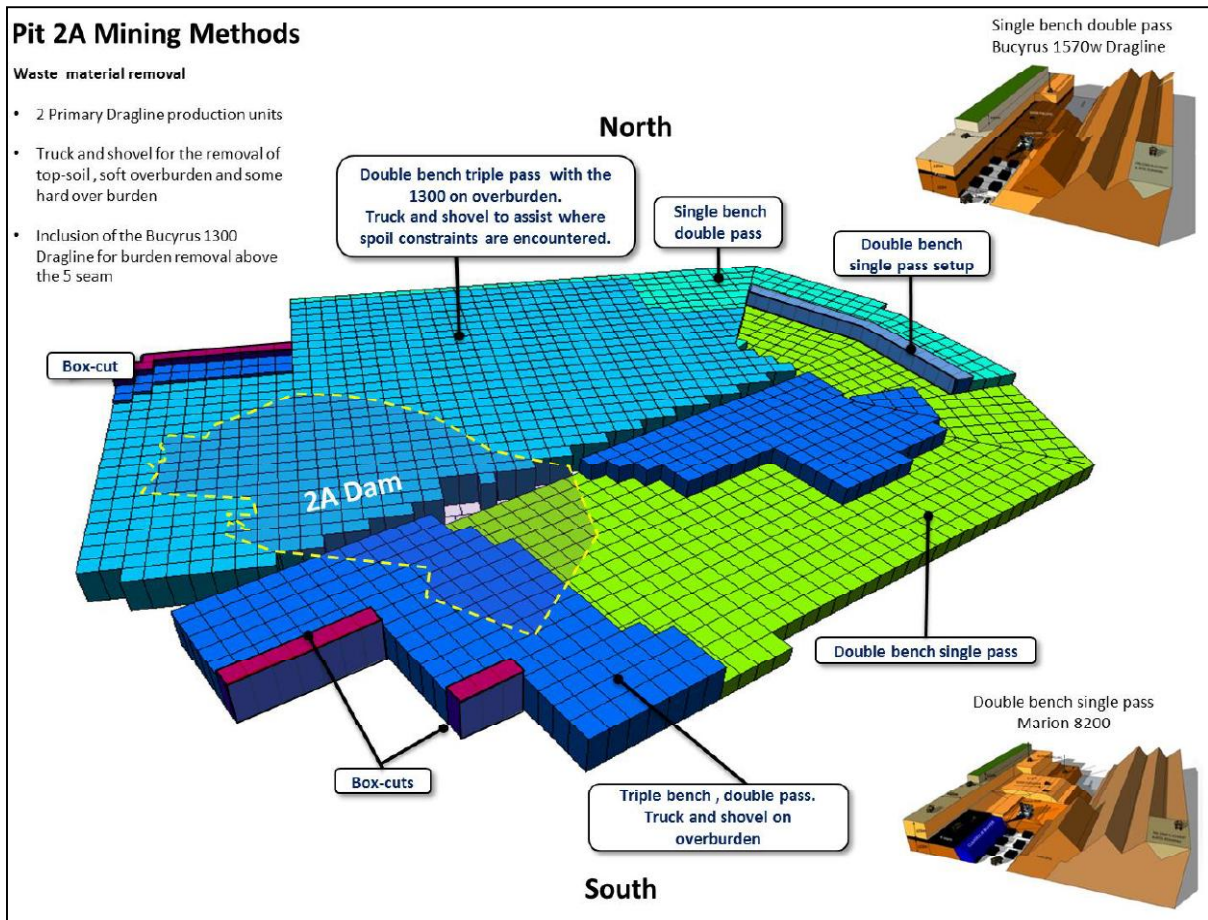 Pit 2A Mining Methods
Waste material removal
• 2 Primary Dragline production units
• Truck and shovel for the removal of
top-soil , soft overburden and some
hard over burden
• Inclusion of the Bucyrus 1300
Dragline for burden removal above
the 5 seam
Single bench double pass
Bucyrus 1570w Dragline
North
Double bench triple pass with the
1300 on overburden.
Truck and shovel to assist where
spoil constraints are encountered.
Single bench
double pass
Double bench
single pass setup
Box-cut
2A Dam
Double bench single pass
Double bench single pass
Marion 8200
Box-cuts
Triple bench , double pass.
Truck and shovel on
overburden
South